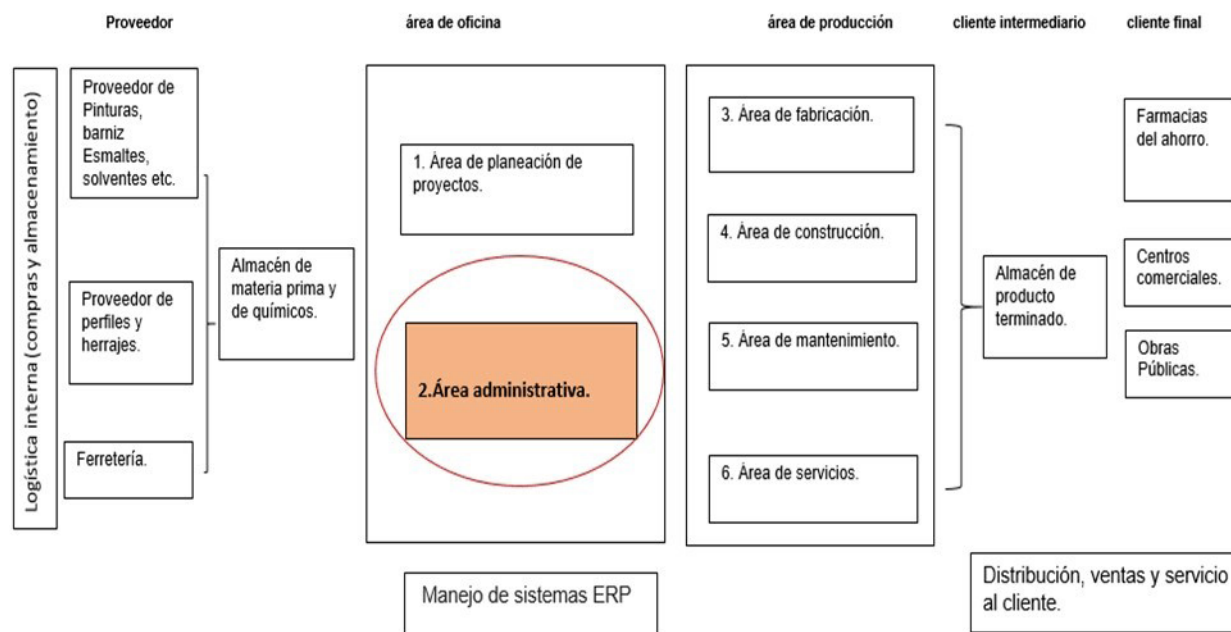 Proveedor
área de oficina
área de producción
cliente intermediario
cliente final
Logística interna (compras y almacenamiento)
Proveedor de
Pinturas,
barniz
Esmaltes,
solventes etc.
Proveedor de
perfiles y
herrajes.
Ferretería.
Almacén de
materia prima y
de químicos.
1. Área de planeación de
proyectos.
2.Área administrativa.
3. Área de fabricación.
4. Área de construcción.
5. Área de mantenimiento.
6. Área de servicios.
Almacén de
producto
terminado.
Farmacias
del ahorro.
Centros
comerciales.
Obras
Públicas.
Manejo de sistemas ERP
Distribución, ventas y servicio
al cliente.